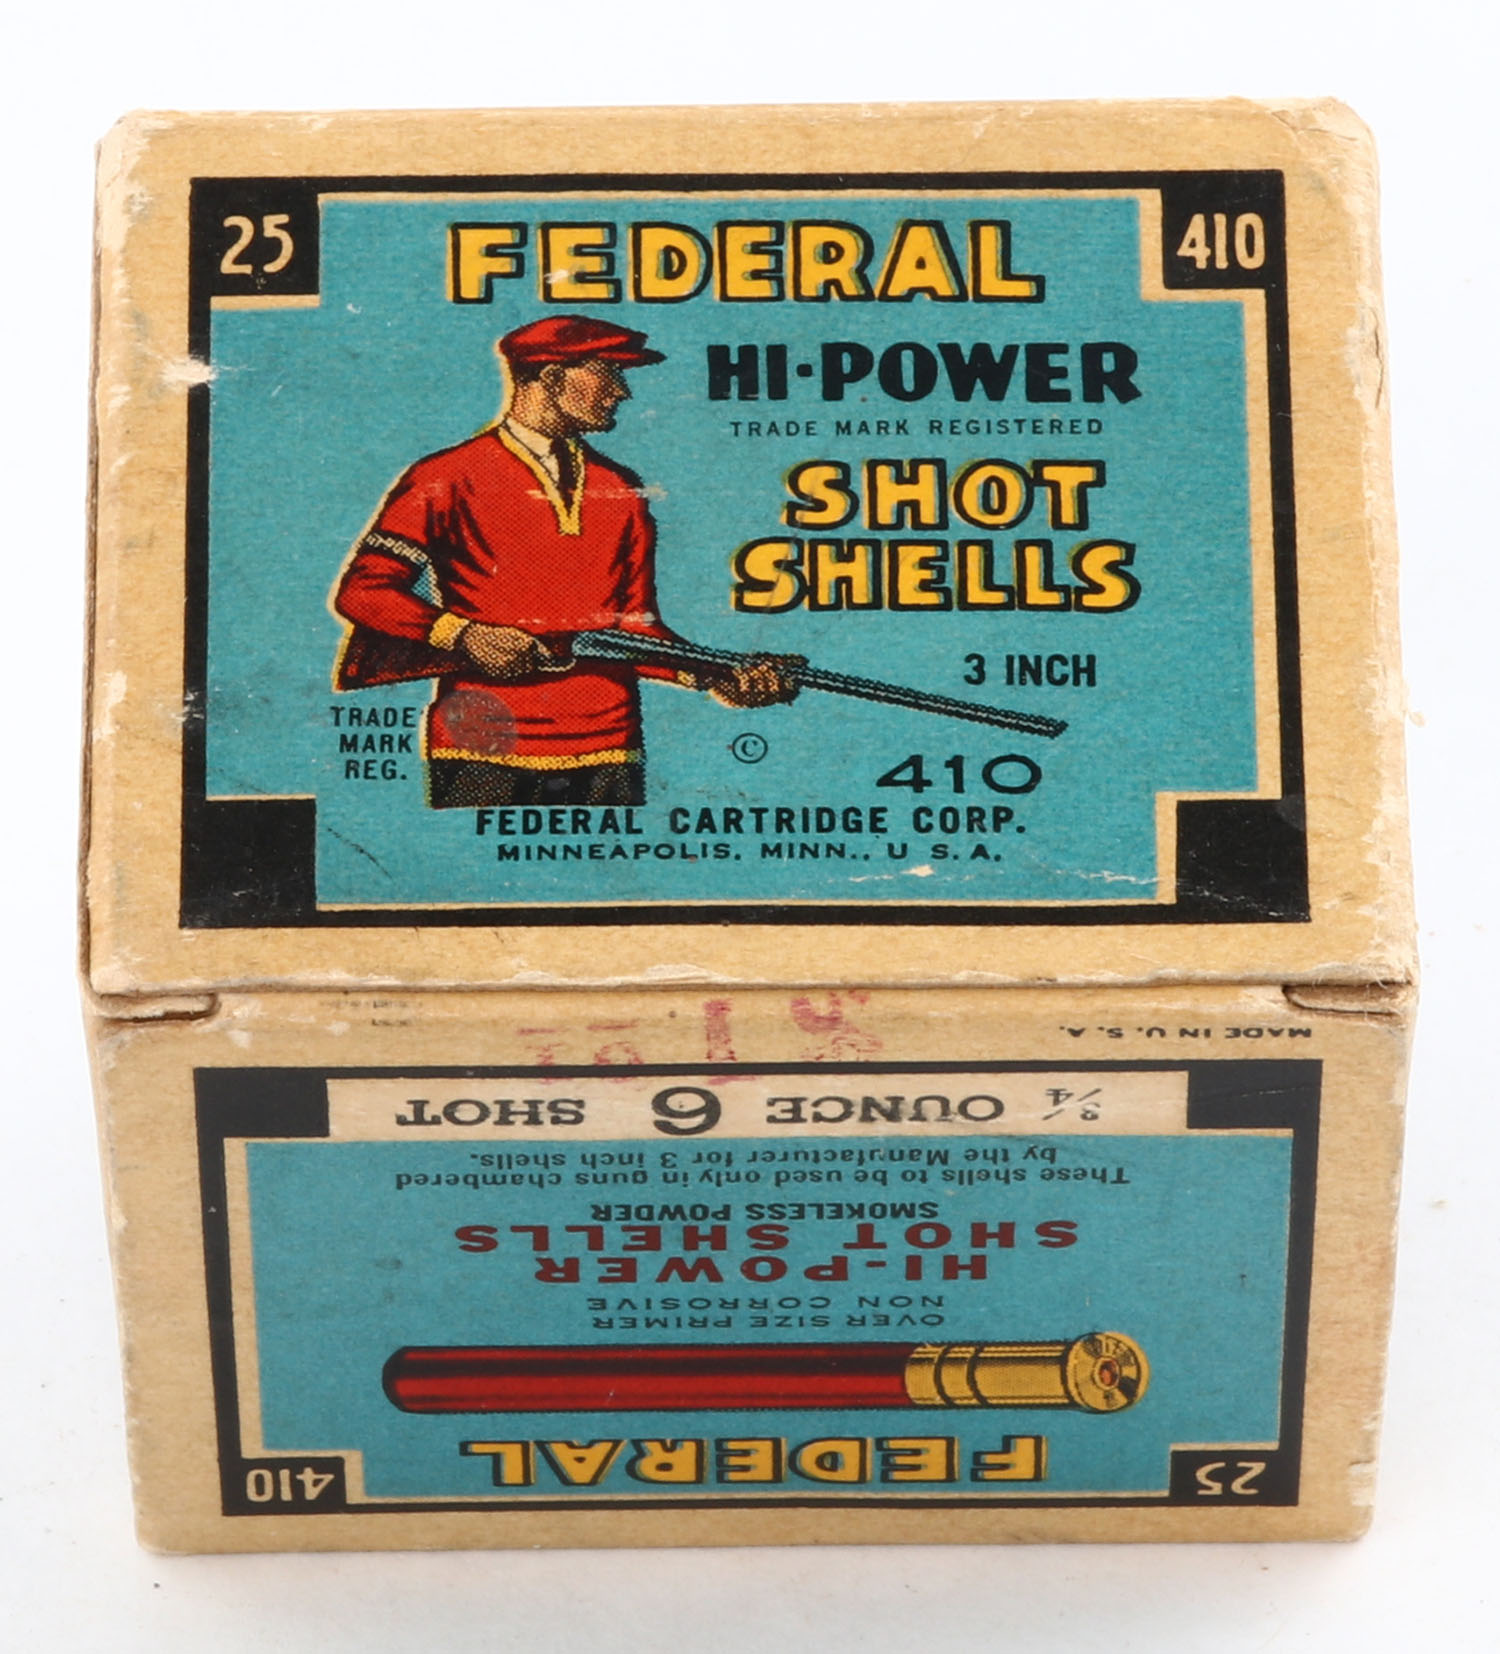 25
410
FEDERAL
HI-POWER
TRADE MARK REGISTERED
SHOT
SHELLS
HI-POWER
3 INCH
TRADE
MARK
REG.
©
410
FEDERAL CARTRIDGE CORP.
MINNEAPOLIS, MINN., U S. A.
25
410
FEDERAL
OVER SIZE PRIMER
NON CORROSIVE
HI-POWER
SHOT SHELLS
SMOKELESS POWDER
These shells to be used only in guns chambered
by the Manufacturer for 3 inch shells.
3/4 OUNCE 6 SHOT
MADE IN U. S. A.